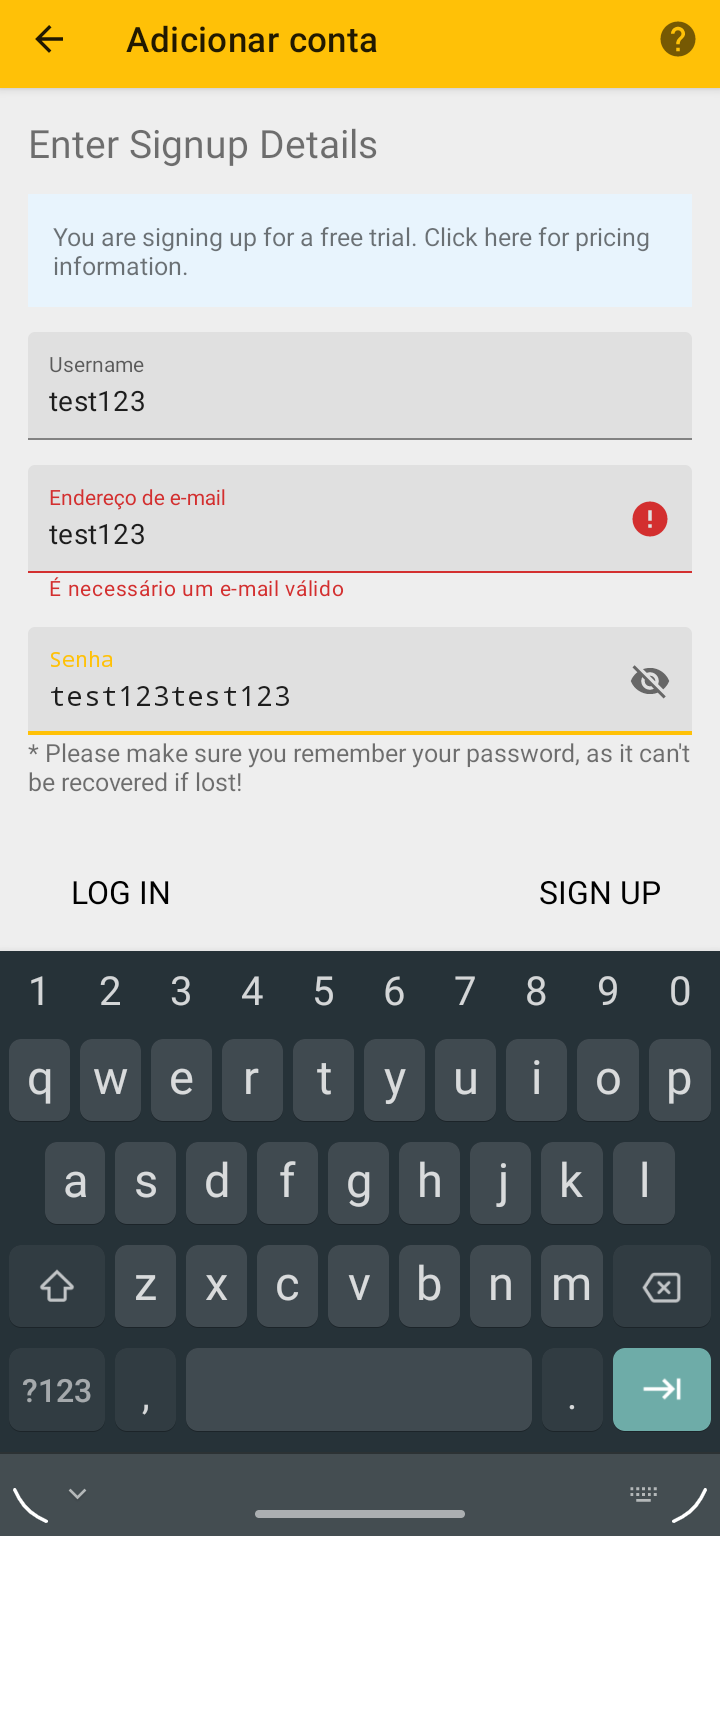 Adicionar conta
Enter Signup Details
You are signing up for a free trial. Click here for pricing
information.
Username
test123
Endereço de e-mail
test123
É necessário um e-mail válido
Senha
test123test123
* Please make sure you remember your password, as it can't
be recovered if lost!
LOG IN SIGN UP
1 2 3 4 5 6 7 8 9 0
q w e r t y u i o p
a s d f g h j k l
z x c v b n m
?123 , .